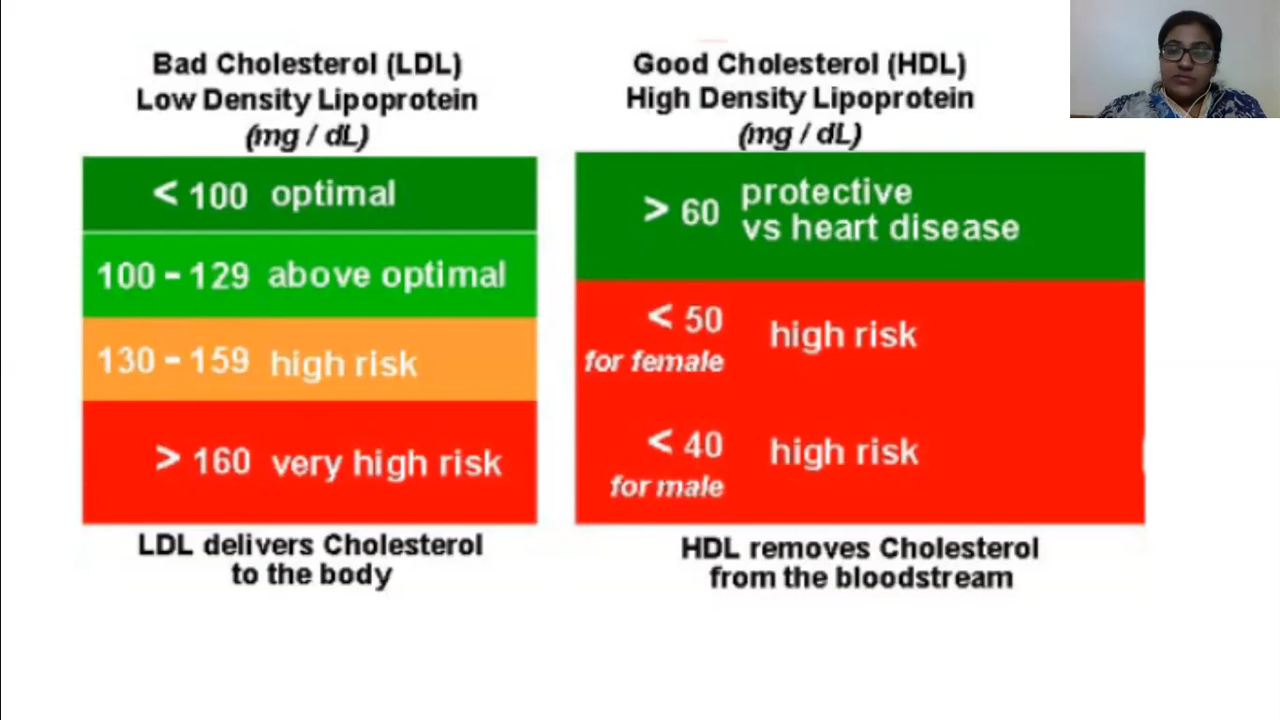 Bad Cholesterol (LDL)
Low Density Lipoprotein
(mg / dL)
< 100 optimal
100 - 129 above optimal
130 - 159 high risk
> 160 very high risk
LDL delivers Cholesterol
to the body
Good Cholesterol (HDL)
High Density Lipoprotein
(mg / dL)
> 60 protective
vs heart disease
< 50 high risk
for female
< 40 high risk
for male
HDL removes Cholesterol
from the bloodstream